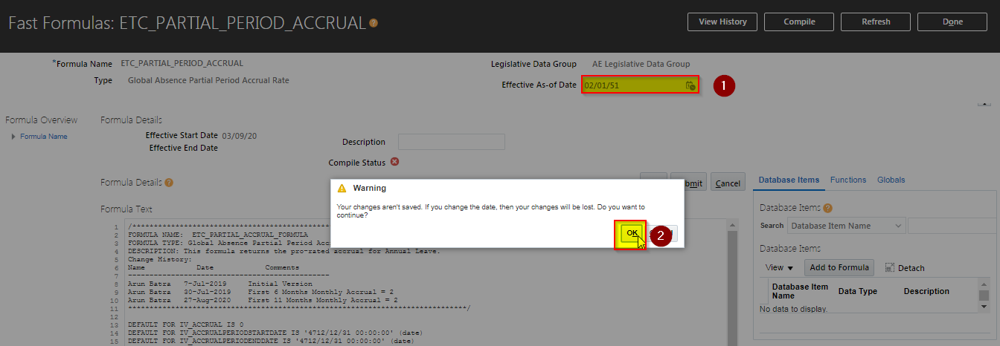 Fast Formulas: ETC_PARTIAL_PERIOD_ACCRUAL ?
View History
Compile
Refresh
Done
*Formula Name ETC_PARTIAL_PERIOD_ACCRUAL
Legislative Data Group AE Legislative Data Group
Type Global Absence Partial Period Accrual Rate
Effective As-of Date 02/01/51
1
Formula Overview
Formula Name
Formula Details
Effective Start Date 03/09/20
Effective End Date
Description
Compile Status
Formula Details ?
bmit
Cancel
Warning
Your changes aren't saved. If you change the date, then your changes will be lost. Do you want to
continue?
OK
2
Formula Text
1 /***************************************************
2 FORMULA NAME: ETC_PARTIAL_ACCRUAL_FORMULA
3 FORMULA TYPE: Global Absence Partial Period Acc
4 DESCRIPTION: This formula returns the pro-rated accrual for Annual Leave.
5 Change History:
6 Name Date Comments
7 ---------------------------------------------
8 Arun Batra 7-Jul-2019 Initial Version
9 Arun Batra 30-Jul-2019 First 6 Months Monthly Accrual = 2
10 Arun Batra 27-Aug-2020 First 11 Months Monthly Accrual = 2
11 ****************************************************************************/
12
13 DEFAULT FOR IV_ACCRUAL IS 0
14 DEFAULT FOR IV_ACCRUALPERIODSTARTDATE IS '4712/12/31 00:00:00' (date)
15 DEFAULT FOR IV_ACCRUALPERIODENDDATE IS '4712/12/31 00:00:00' (date)
Database Items
Functions
Globals
Database Items ?
Search Database Item Name
Database Items
View
Add to Formula
Detach
Database Item
Name
Data Type
Description
No data to display.